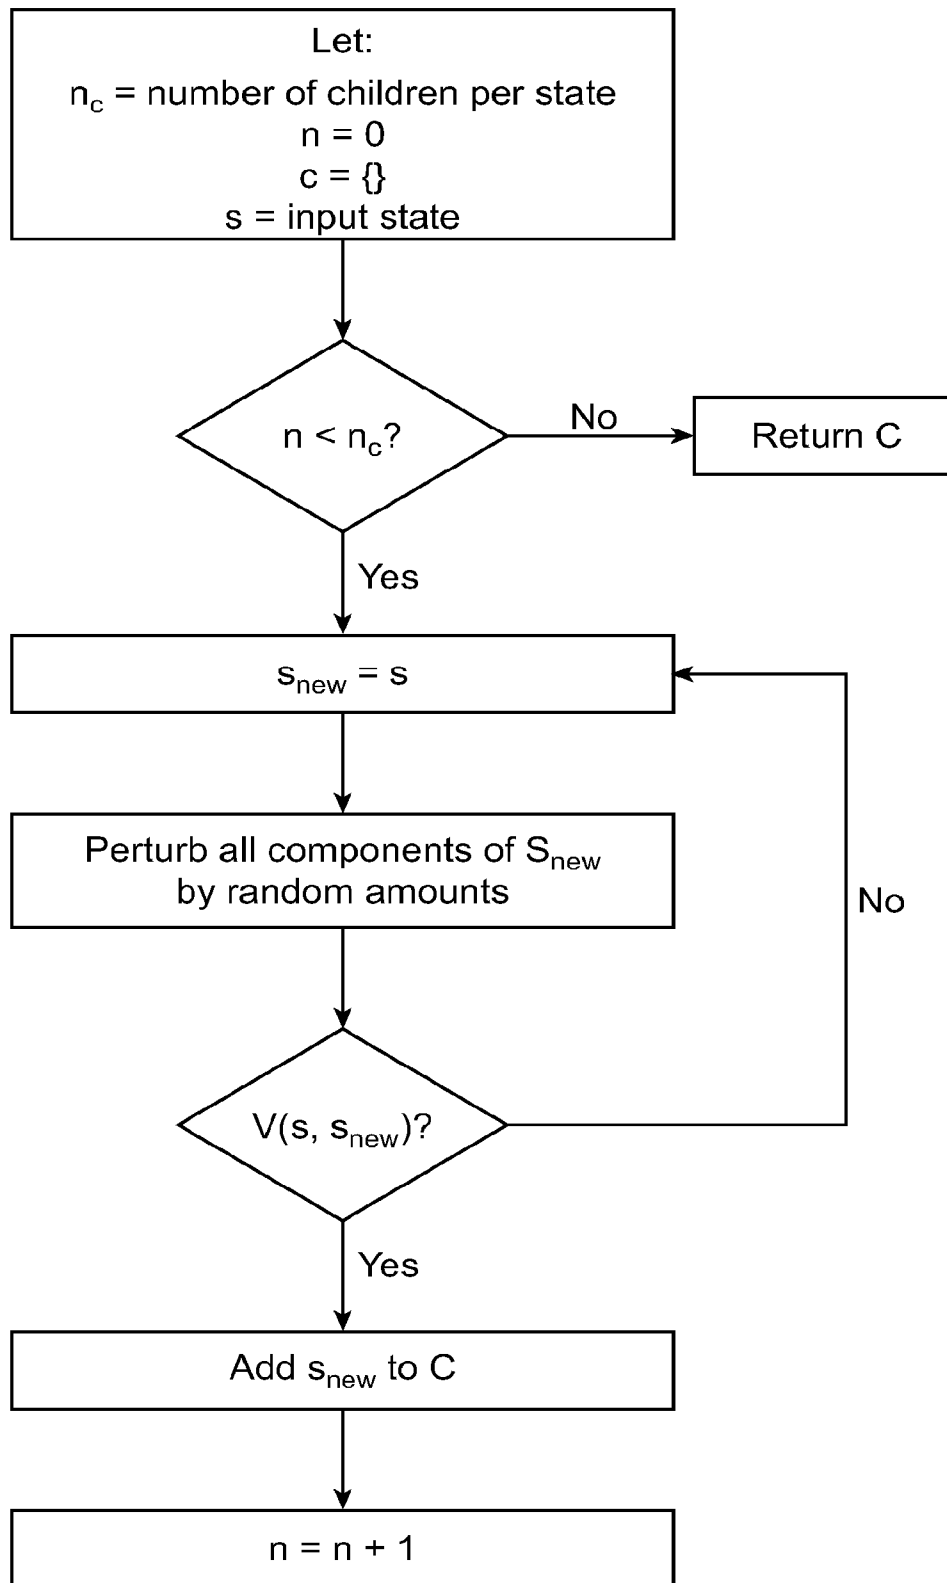 Let:
n_c = number of children per state
n = 0
c = {}
s = input state
n < n_c?
No
Return C
Yes
s_new = s
Perturb all components of S_new
by random amounts
No
V(s, s_new)?
Yes
Add s_new to C
n = n + 1